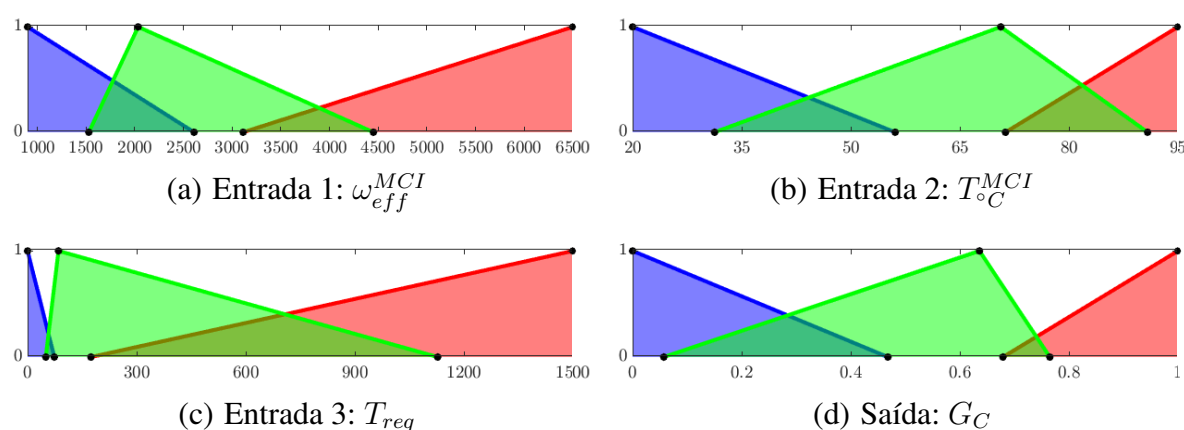 1
0
1000 1500 2000 2500 3000 3500 4000 4500 5000 5500 6000 6500
(a) Entrada 1: ω_{eff}^{MCI}
1
0
20 35 50 65 80 95
(b) Entrada 2: T_{°C}^{MCI}
1
0
0 300 600 900 1200 1500
(c) Entrada 3: T_{req}
1
0
0 0.2 0.4 0.6 0.8 1
(d) Saída: G_C